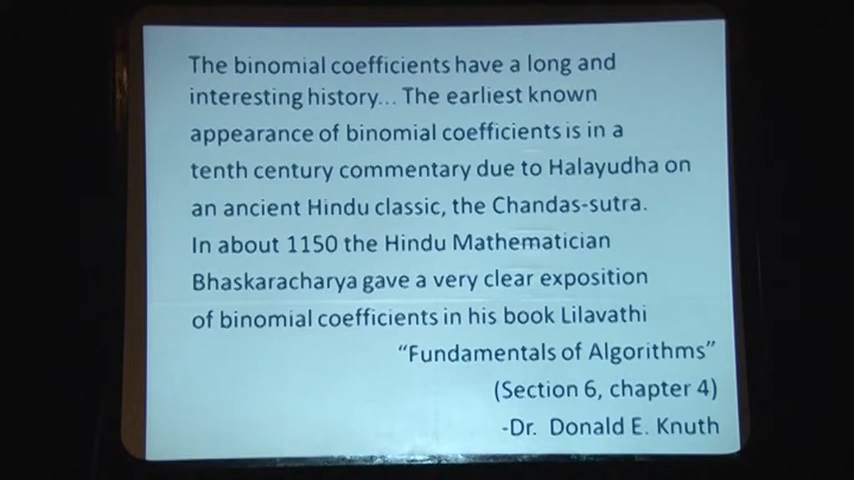 The binomial coefficients have a long and
interesting history... The earliest known
appearance of binomial coefficients is in a
tenth century commentary due to Halayudha on
an ancient Hindu classic, the Chandas-sutra.
In about 1150 the Hindu Mathematician
Bhaskaracharya gave a very clear exposition
of binomial coefficients in his book Lilavathi
“Fundamentals of Algorithms”
(Section 6, chapter 4)
-Dr. Donald E. Knuth